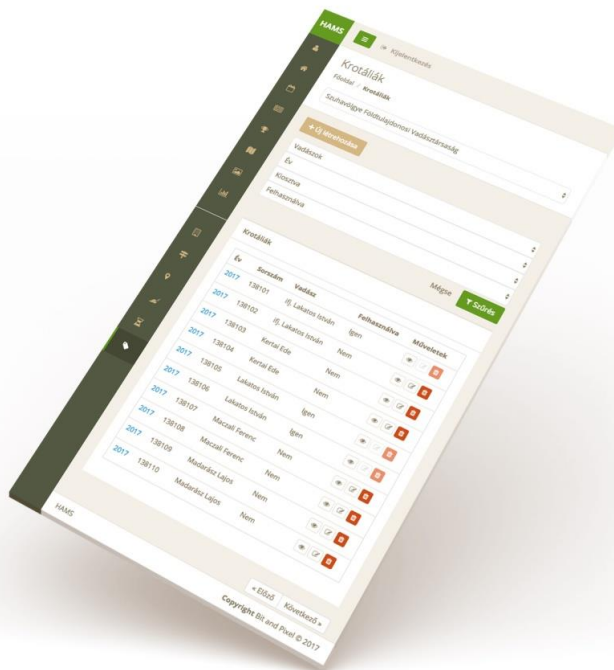 HAMS
Kijelentkezés
Krotáliák
Főoldal / Krotáliák
Szuhavölgye Földtulajdonosi Vadásztársaság
+ Új létrehozása
Vadászok
Év
Kiosztva
Felhasználva
Mégse Szűrés
Krotáliák
Év Sorszám Vadász Felhasználva Műveletek
2017 138101 ifj. Lakatos István Igen
2017 138102 ifj. Lakatos István Nem
2017 138103 Kertai Ede Nem
2017 138104 Kertai Ede Nem
2017 138105 Lakatos István Igen
2017 138106 Lakatos István Igen
2017 138107 Maczali Ferenc Nem
2017 138108 Maczali Ferenc Nem
2017 138109 Madarász Lajos Nem
2017 138110 Madarász Lajos Nem
« Előző Következő »
HAMS
Copyright Bit and Pixel © 2017